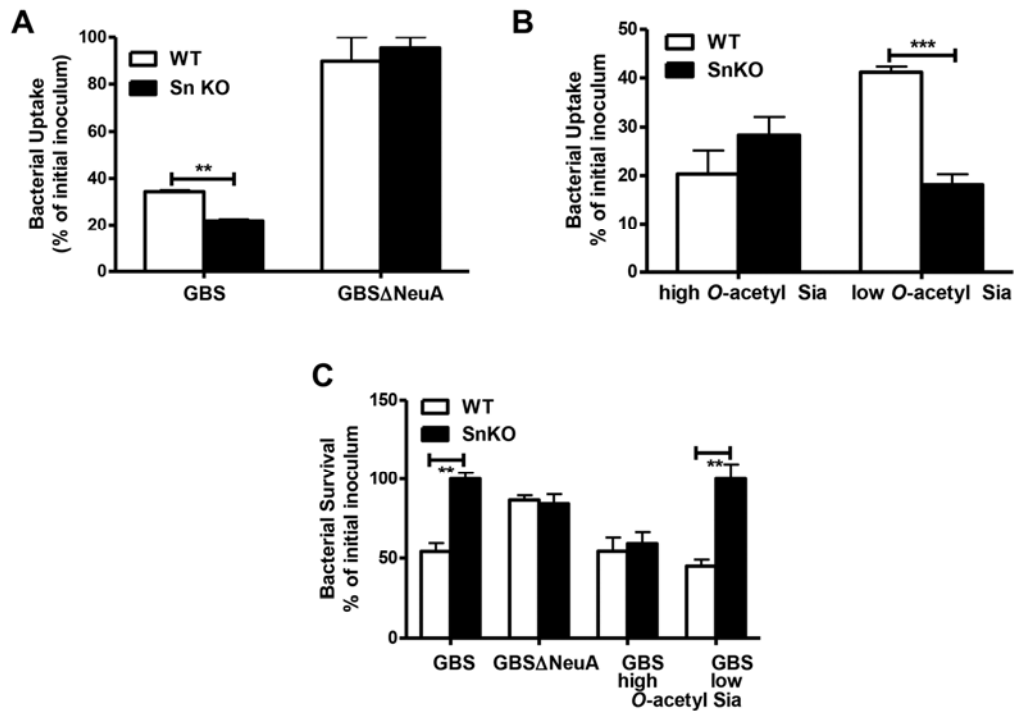 A
Bacterial Uptake
(% of initial inoculum)
100
80
60
40
20
0
WT
Sn KO
**
GBS
GBSΔNeuA
B
Bacterial Uptake
% of initial inoculum
50
40
30
20
10
0
WT
SnKO
***
high O-acetyl Sia
low O-acetyl Sia
C
Bacterial Survival
% of initial inoculum
150
100
50
0
WT
SnKO
**
**
GBS
GBSΔNeuA
GBS
high
GBS
low
O-acetyl Sia